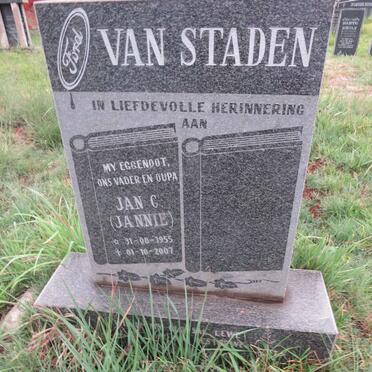 Ford
VAN STADEN
IN LIEFDEVOLLE HERINNERING
AAN
MY EGGENOOT,
ONS VADER EN OUPA
JAN C
(JANNIE)
☆ 31-08-1955
✝ 01-10-2007